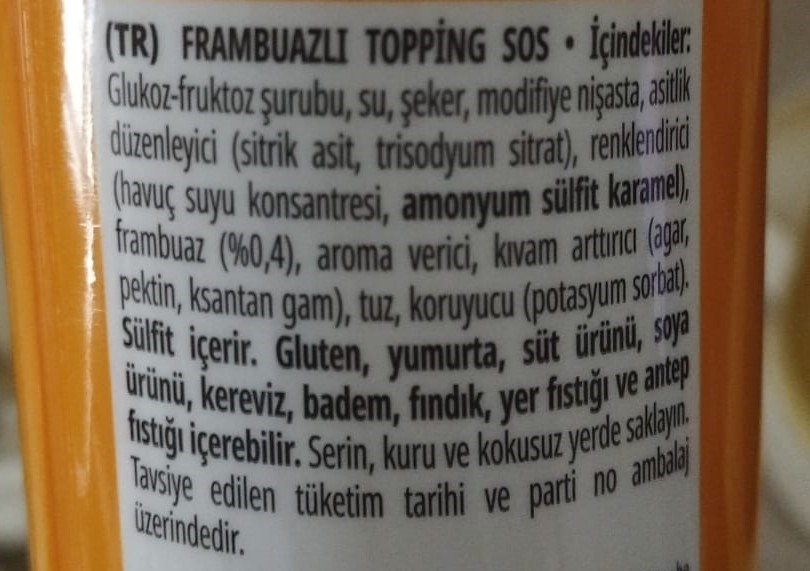 (TR) FRAMBUAZLI TOPPİNG SOS • İçindekiler:
Glukoz-fruktoz şurubu, su, şeker, modifiye nişasta, asitlik
düzenleyici (sitrik asit, trisodyum sitrat), renklendirici
(havuç suyu konsantresi, amonyum sülfit karamel),
frambuaz (%0,4), aroma verici, kıvam arttırıcı (agar,
pektin, ksantan gam), tuz, koruyucu (potasyum sorbat).
Sülfit içerir. Gluten, yumurta, süt ürünü, soya
ürünü, kereviz, badem, fındık, yer fıstığı ve antep
fıstığı içerebilir. Serin, kuru ve kokusuz yerde saklayın.
Tavsiye edilen tüketim tarihi ve parti no ambalaj
üzerindedir.